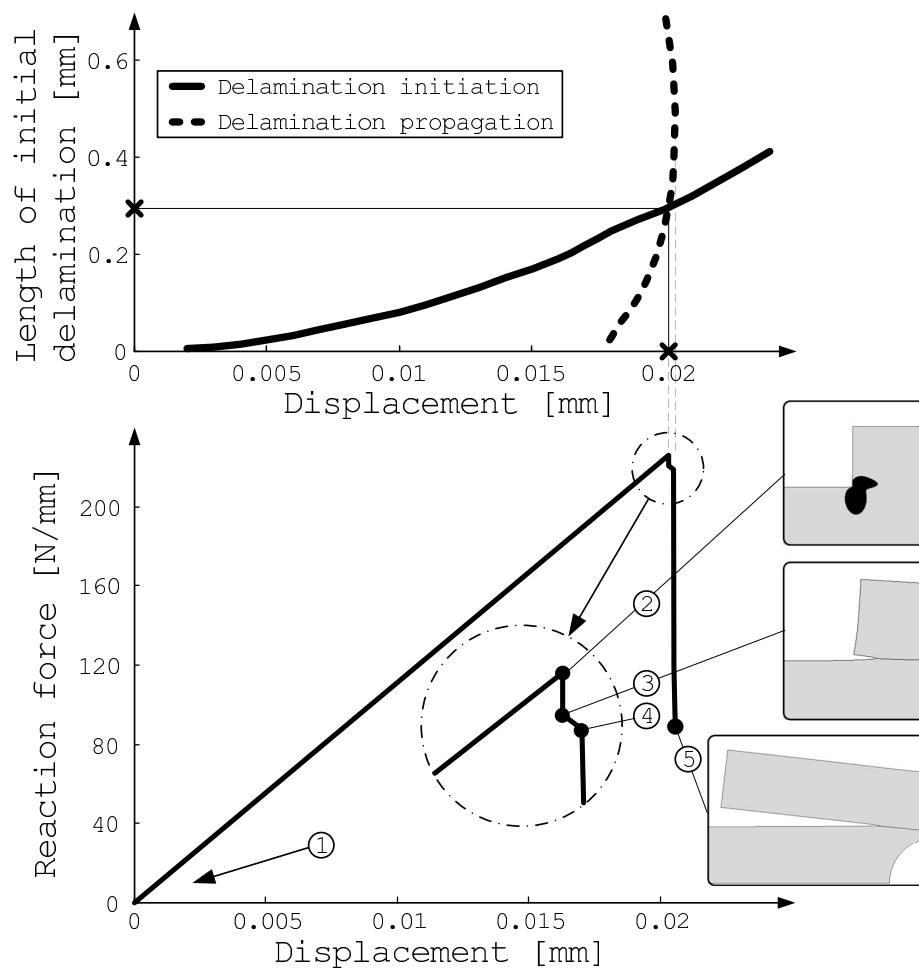 Length of initial
delamination [mm]
0.6
0.4
0.2
0
Delamination initiation
Delamination propagation
0 0.005 0.01 0.015 0.02
Displacement [mm]
Reaction force [N/mm]
200
160
120
80
40
0
2
3
4
5
1
0 0.005 0.01 0.015 0.02
Displacement [mm]